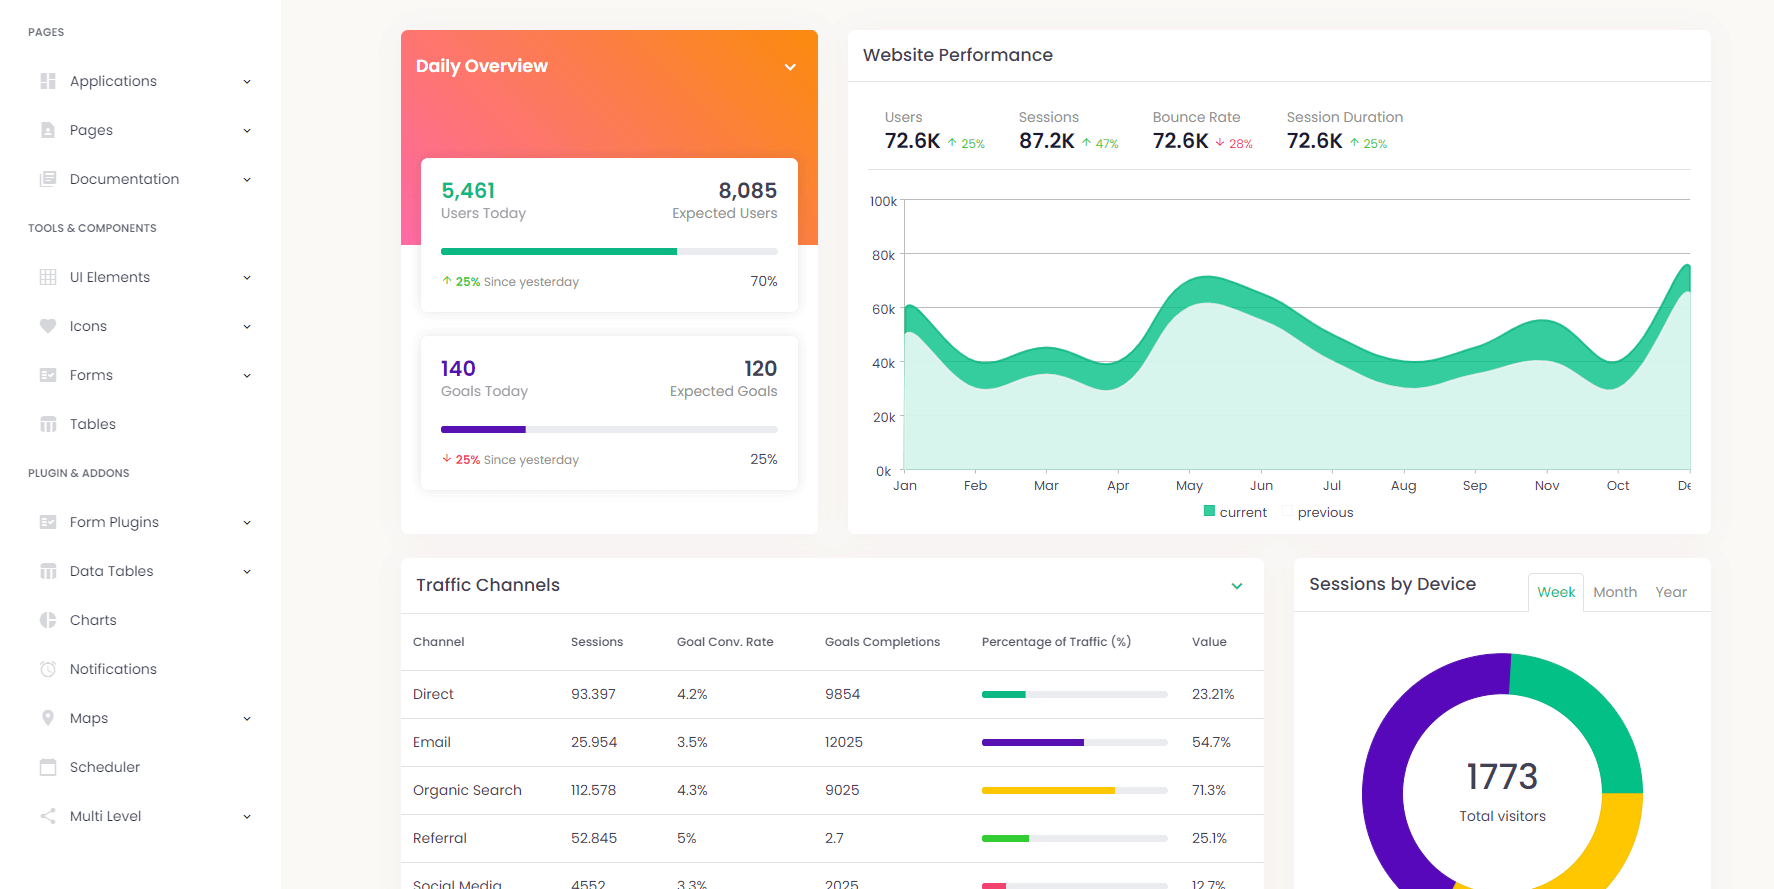 PAGES
Applications
Pages
Documentation
TOOLS & COMPONENTS
UI Elements
Icons
Forms
Tables
PLUGIN & ADDONS
Form Plugins
Data Tables
Charts
Notifications
Maps
Scheduler
Multi Level
Daily Overview
5,461 8,085
Users Today Expected Users
25% Since yesterday 70%
140 120
Goals Today Expected Goals
25% Since yesterday 25%
Website Performance
Users Sessions Bounce Rate Session Duration
72.6K 25% 87.2K 47% 72.6K 28% 72.6K 25%
100k
80k
60k
40k
20k
0k
Jan Feb Mar Apr May Jun Jul Aug Sep Nov Oct De
current previous
Traffic Channels
Channel Sessions Goal Conv. Rate Goals Completions Percentage of Traffic (%) Value
Direct 93.397 4.2% 9854 23.21%
Email 25.954 3.5% 12025 54.7%
Organic Search 112.578 4.3% 9025 71.3%
Referral 52.845 5% 2.7 25.1%
Social Media 4552 3.3% 2025 12.7%
Sessions by Device Week Month Year
1773
Total visitors